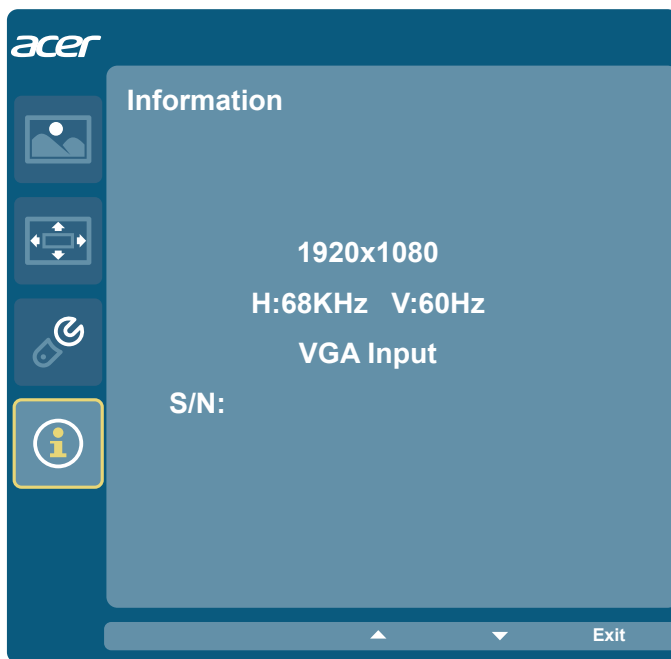 acer
Information
1920x1080
H:68KHz V:60Hz
VGA Input
S/N:
Exit